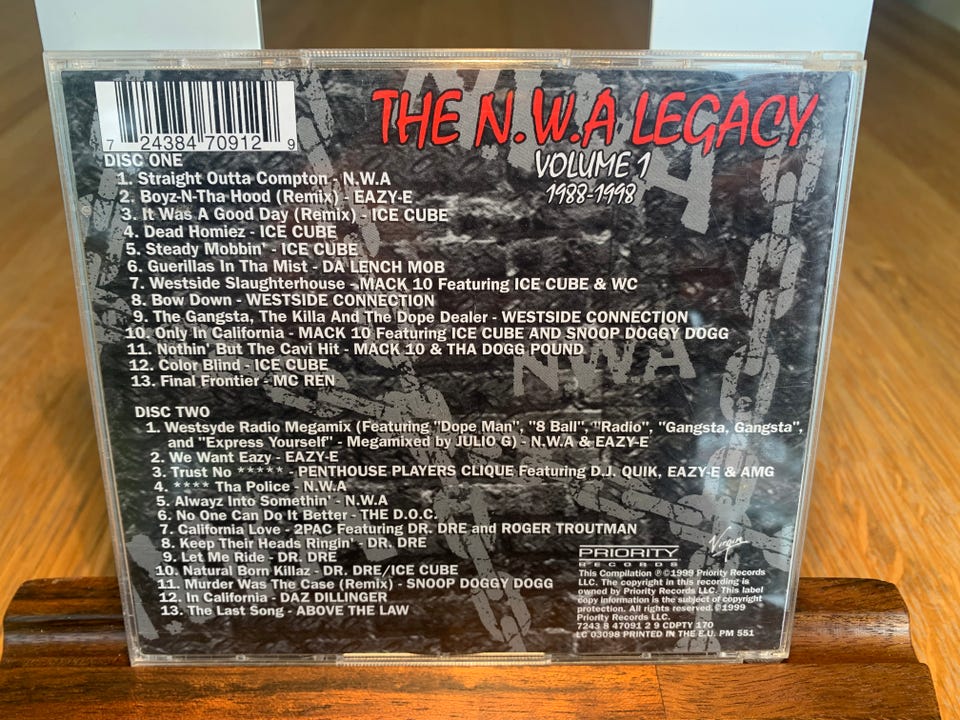 7 24384 70912 9
THE N.W.A LEGACY
VOLUME 1
1988-1998
DISC ONE
1. Straight Outta Compton - N.W.A
2. Boyz-N-Tha Hood (Remix) - EAZY-E
3. It Was A Good Day (Remix) - ICE CUBE
4. Dead Homiez - ICE CUBE
5. Steady Mobbin' - ICE CUBE
6. Guerillas In Tha Mist - DA LENCH MOB
7. Westside Slaughterhouse - MACK 10 Featuring ICE CUBE & WC
8. Bow Down - WESTSIDE CONNECTION
9. The Gangsta, The Killa And The Dope Dealer - WESTSIDE CONNECTION
10. Only In California - MACK 10 Featuring ICE CUBE AND SNOOP DOGGY DOGG
11. Nothin' But The Cavi Hit - MACK 10 & THA DOGG POUND
12. Color Blind - ICE CUBE
13. Final Frontier - MC REN
N.W.A
DISC TWO
1. Westsyde Radio Megamix (Featuring "Dope Man", "8 Ball", "Radio", "Gangsta, Gangsta",
and "Express Yourself" - Megamixed by JULIO G) - N.W.A & EAZY-E
2. We Want Eazy - EAZY-E
3. Trust No ***** - PENTHOUSE PLAYERS CLIQUE Featuring D.J. QUIK, EAZY-E & AMG
4. **** Tha Police - N.W.A
5. Alwayz Into Somethin' - N.W.A
6. No One Can Do It Better - THE D.O.C.
7. California Love - 2PAC Featuring DR. DRE and ROGER TROUTMAN
8. Keep Their Heads Ringin' - DR. DRE
9. Let Me Ride - DR. DRE
10. Natural Born Killaz - DR. DRE/ICE CUBE
11. Murder Was The Case (Remix) - SNOOP DOGGY DOGG
12. In California - DAZ DILLINGER
13. The Last Song - ABOVE THE LAW
PRIORITY
RECORDS
Virgin
This Compilation ℗©1999 Priority Records
LLC. The copyright in this recording is
owned by Priority Records LLC. This label
copy information is the subject of copyright
protection. All rights reserved.©1999
Priority Records LLC.
7243 8 47091 2 9 CDPTY 170
LC 03098 PRINTED IN THE E.U. PM 551